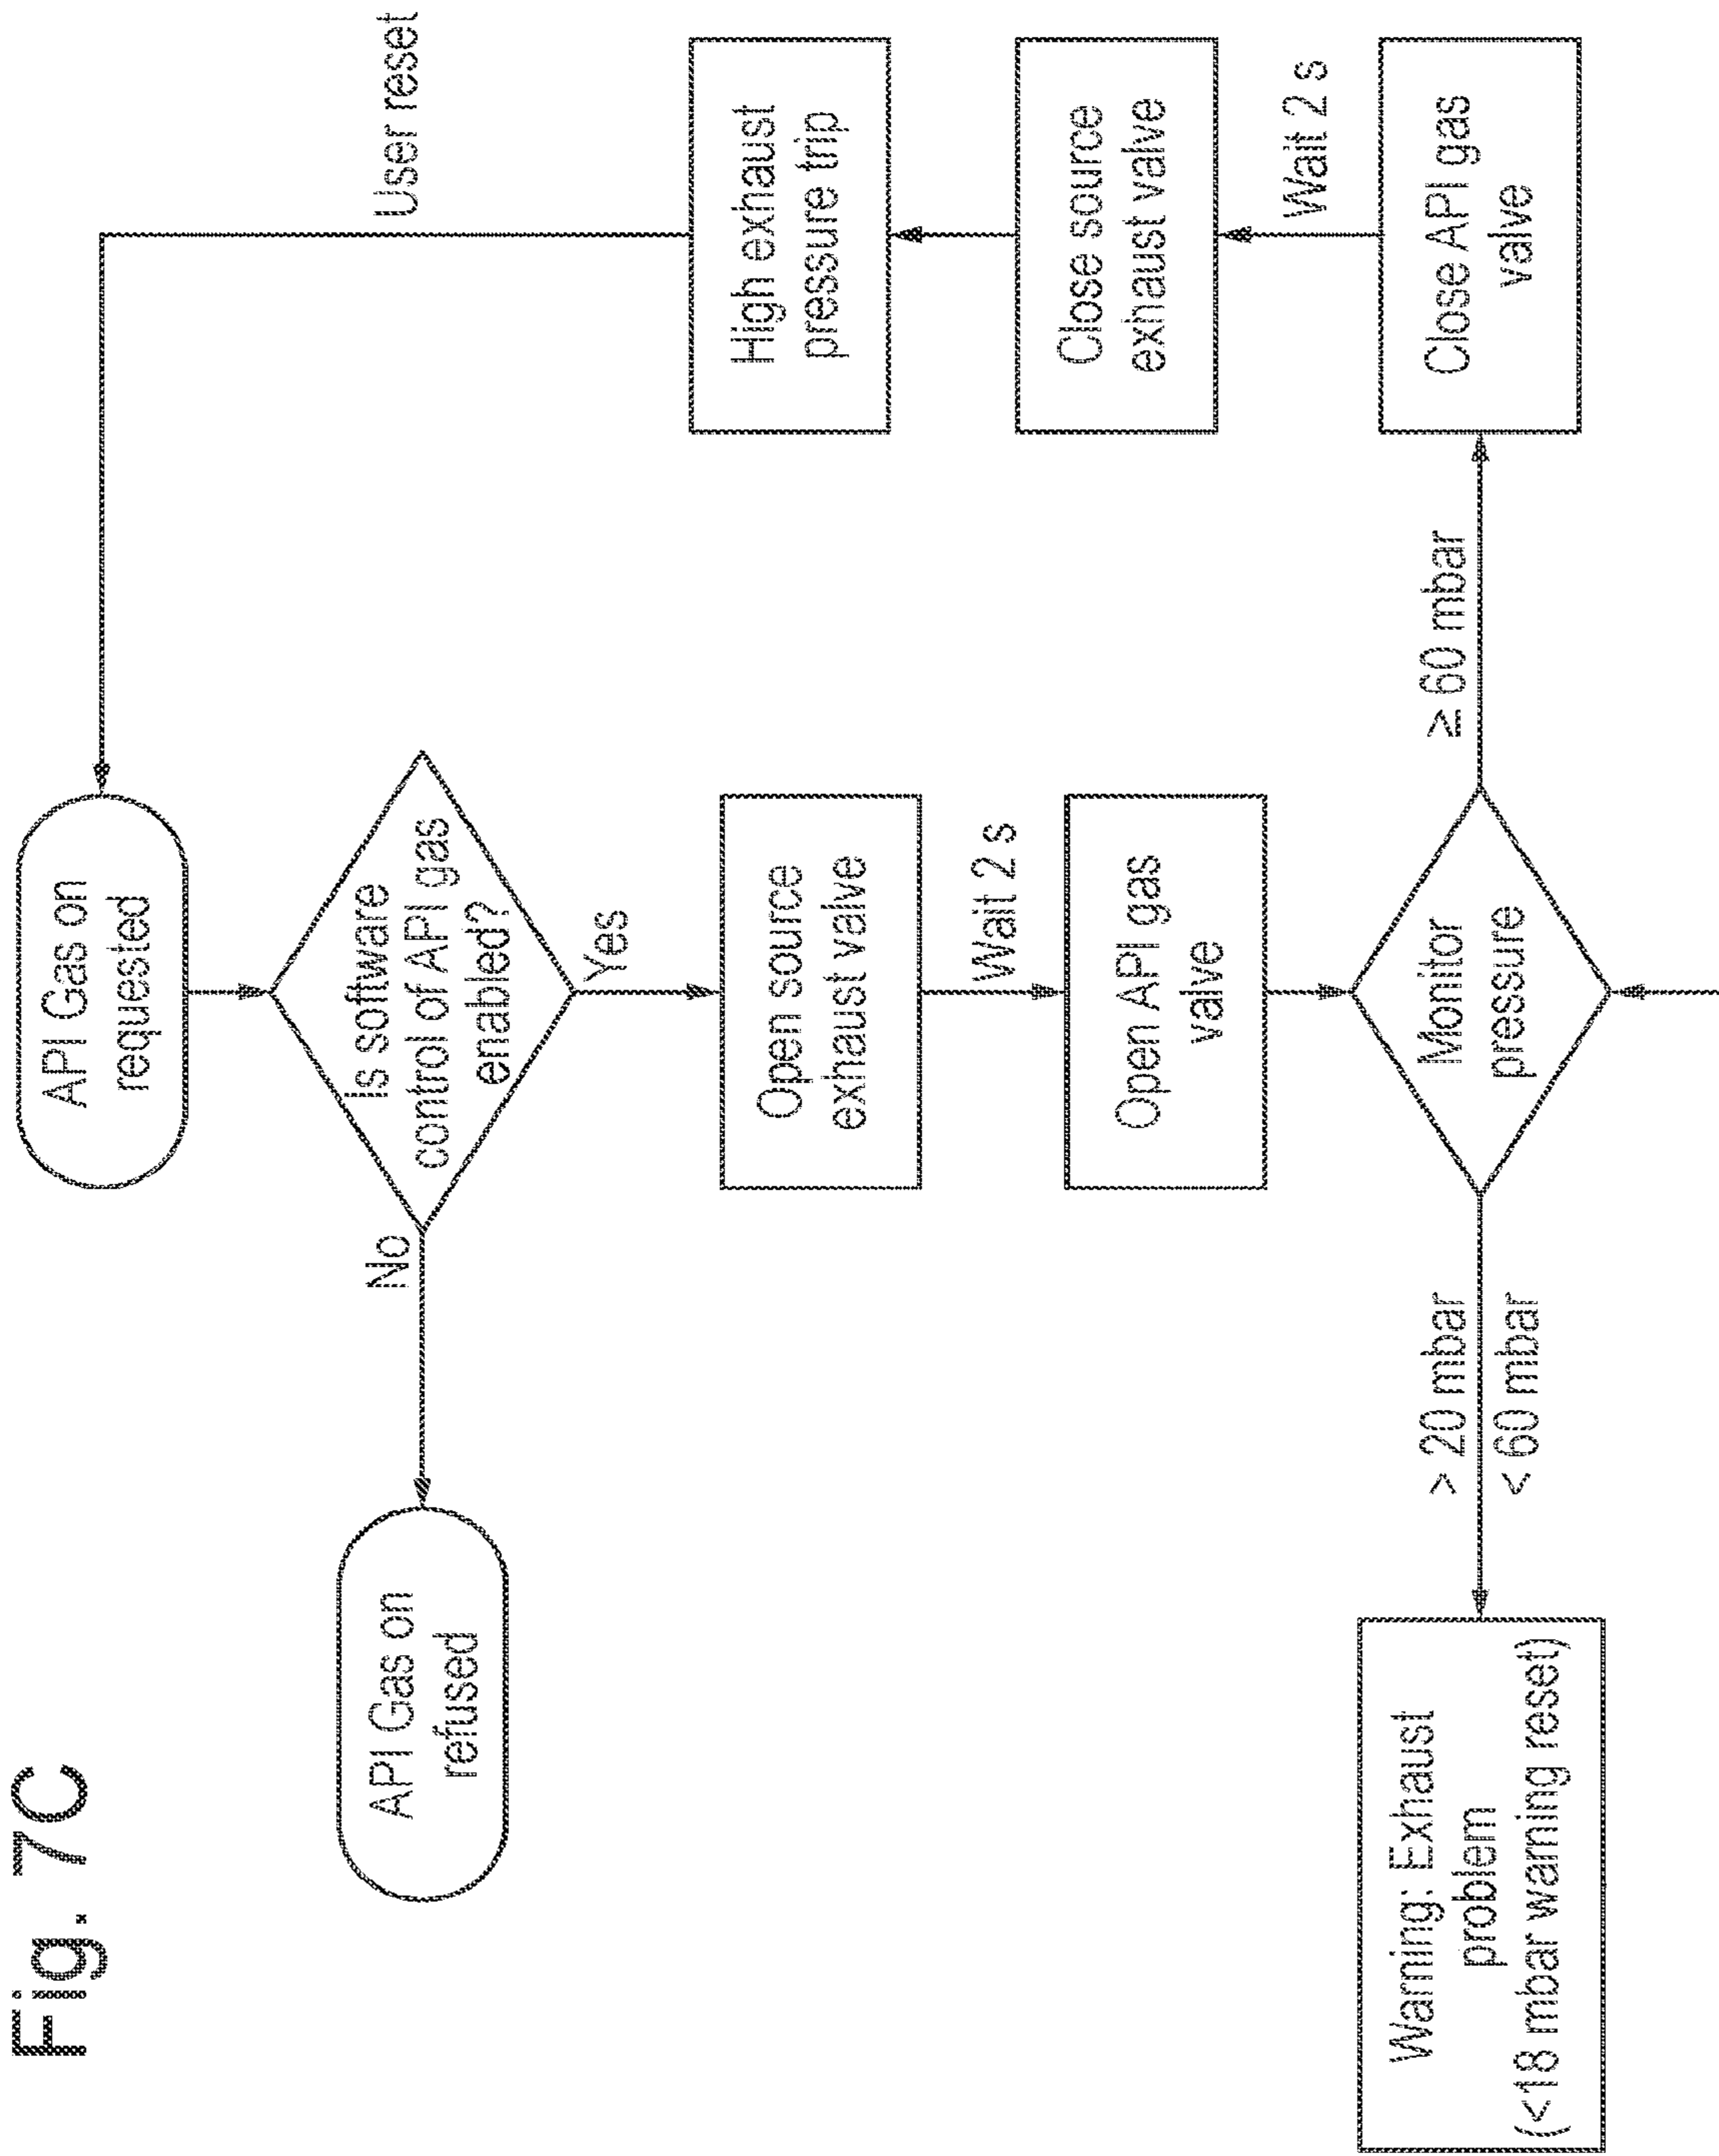 Fig. 7C
API Gas on
requested
User reset
Is software
control of API gas
enabled?
No
Yes
API Gas on
refused
Open source
exhaust valve
Wait 2 s
Open API gas
valve
High exhaust
pressure trip
Close source
exhaust valve
Wait 2 s
Close API gas
valve
Monitor
pressure
≥ 60 mbar
> 20 mbar
< 60 mbar
Warning: Exhaust
problem
(<18 mbar warning reset)